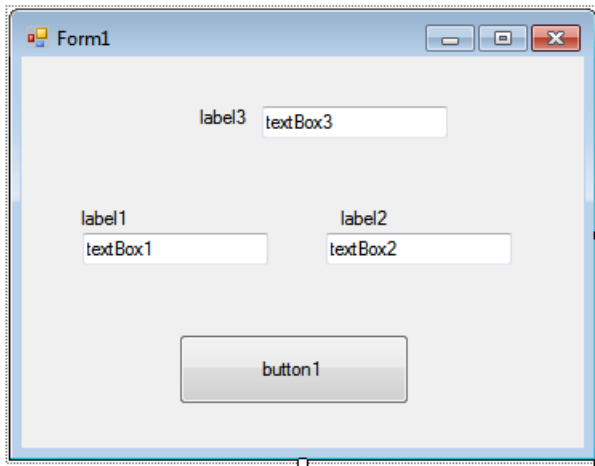 Form1
label3 textBox3
label1 label2
textBox1 textBox2
button1